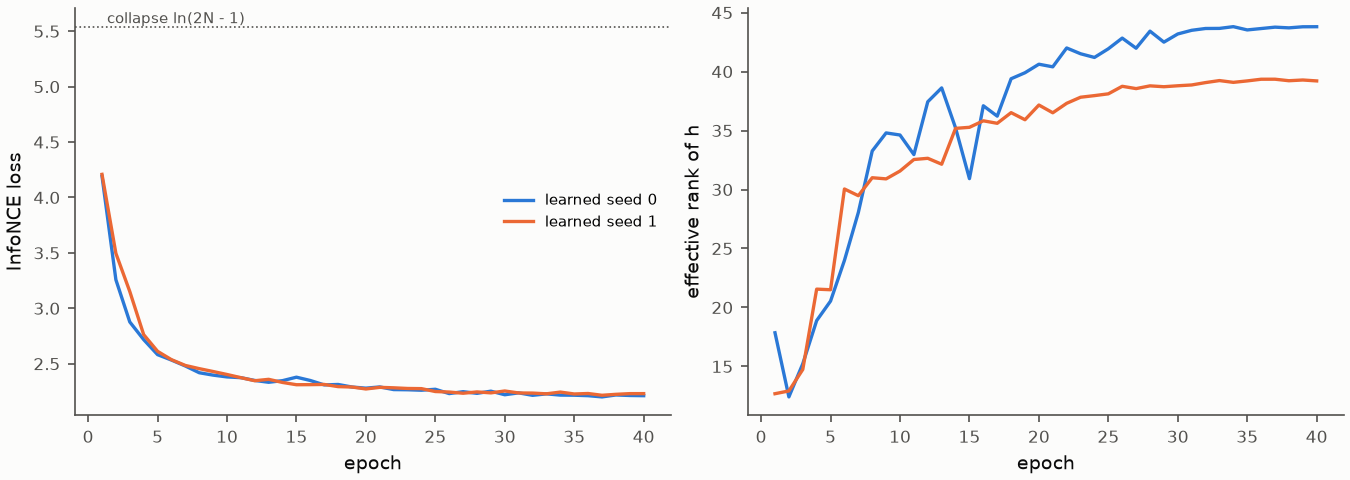 collapse ln(2N - 1)
5.5
5.0
4.5
4.0
3.5
3.0
2.5
InfoNCE loss
learned seed 0
learned seed 1
0 5 10 15 20 25 30 35 40
epoch
45
40
35
30
25
20
15
effective rank of h
0 5 10 15 20 25 30 35 40
epoch